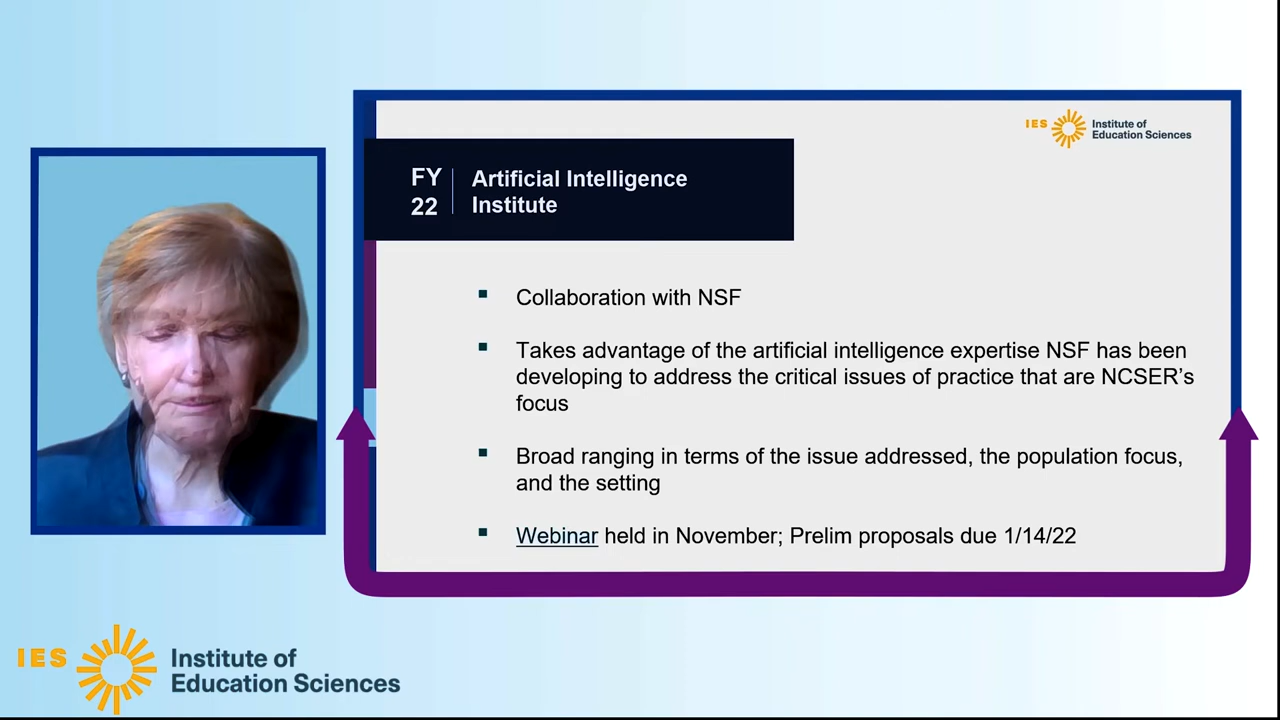 IES Institute of
Education Sciences
FY
22
Artificial Intelligence
Institute
Collaboration with NSF
Takes advantage of the artificial intelligence expertise NSF has been
developing to address the critical issues of practice that are NCSER’s
focus
Broad ranging in terms of the issue addressed, the population focus,
and the setting
Webinar held in November; Prelim proposals due 1/14/22
IES Institute of
Education Sciences